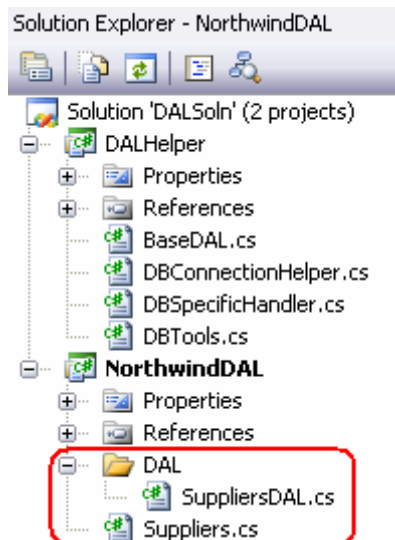 Solution Explorer - NorthwindDAL
Solution 'DALSoln' (2 projects)
DALHelper
Properties
References
BaseDAL.cs
DBConnectionHelper.cs
DBSpecificHandler.cs
DBTools.cs
NorthwindDAL
Properties
References
DAL
SuppliersDAL.cs
Suppliers.cs